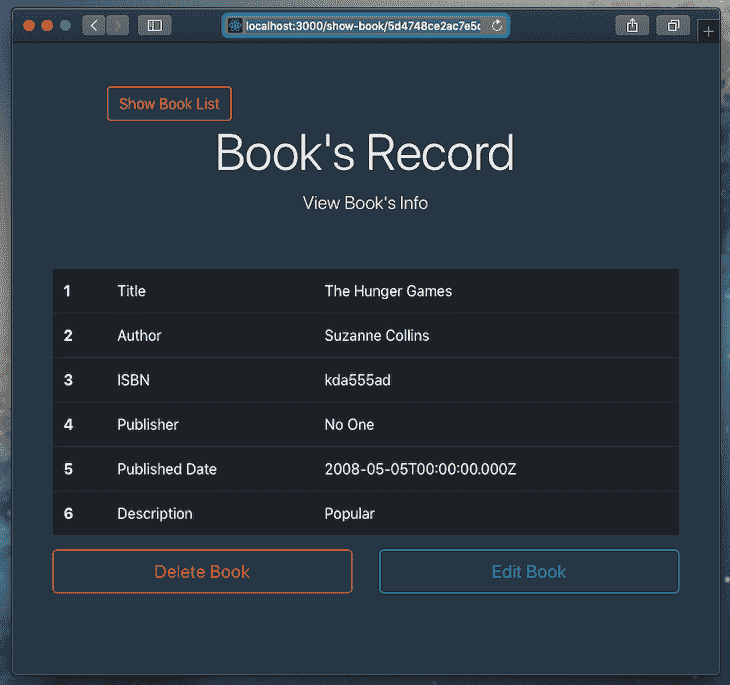 localhost:3000/show-book/5d4748ce2ac7e5c
Show Book List
Book's Record
View Book's Info
1 Title The Hunger Games
2 Author Suzanne Collins
3 ISBN kda555ad
4 Publisher No One
5 Published Date 2008-05-05T00:00:00.000Z
6 Description Popular
Delete Book Edit Book